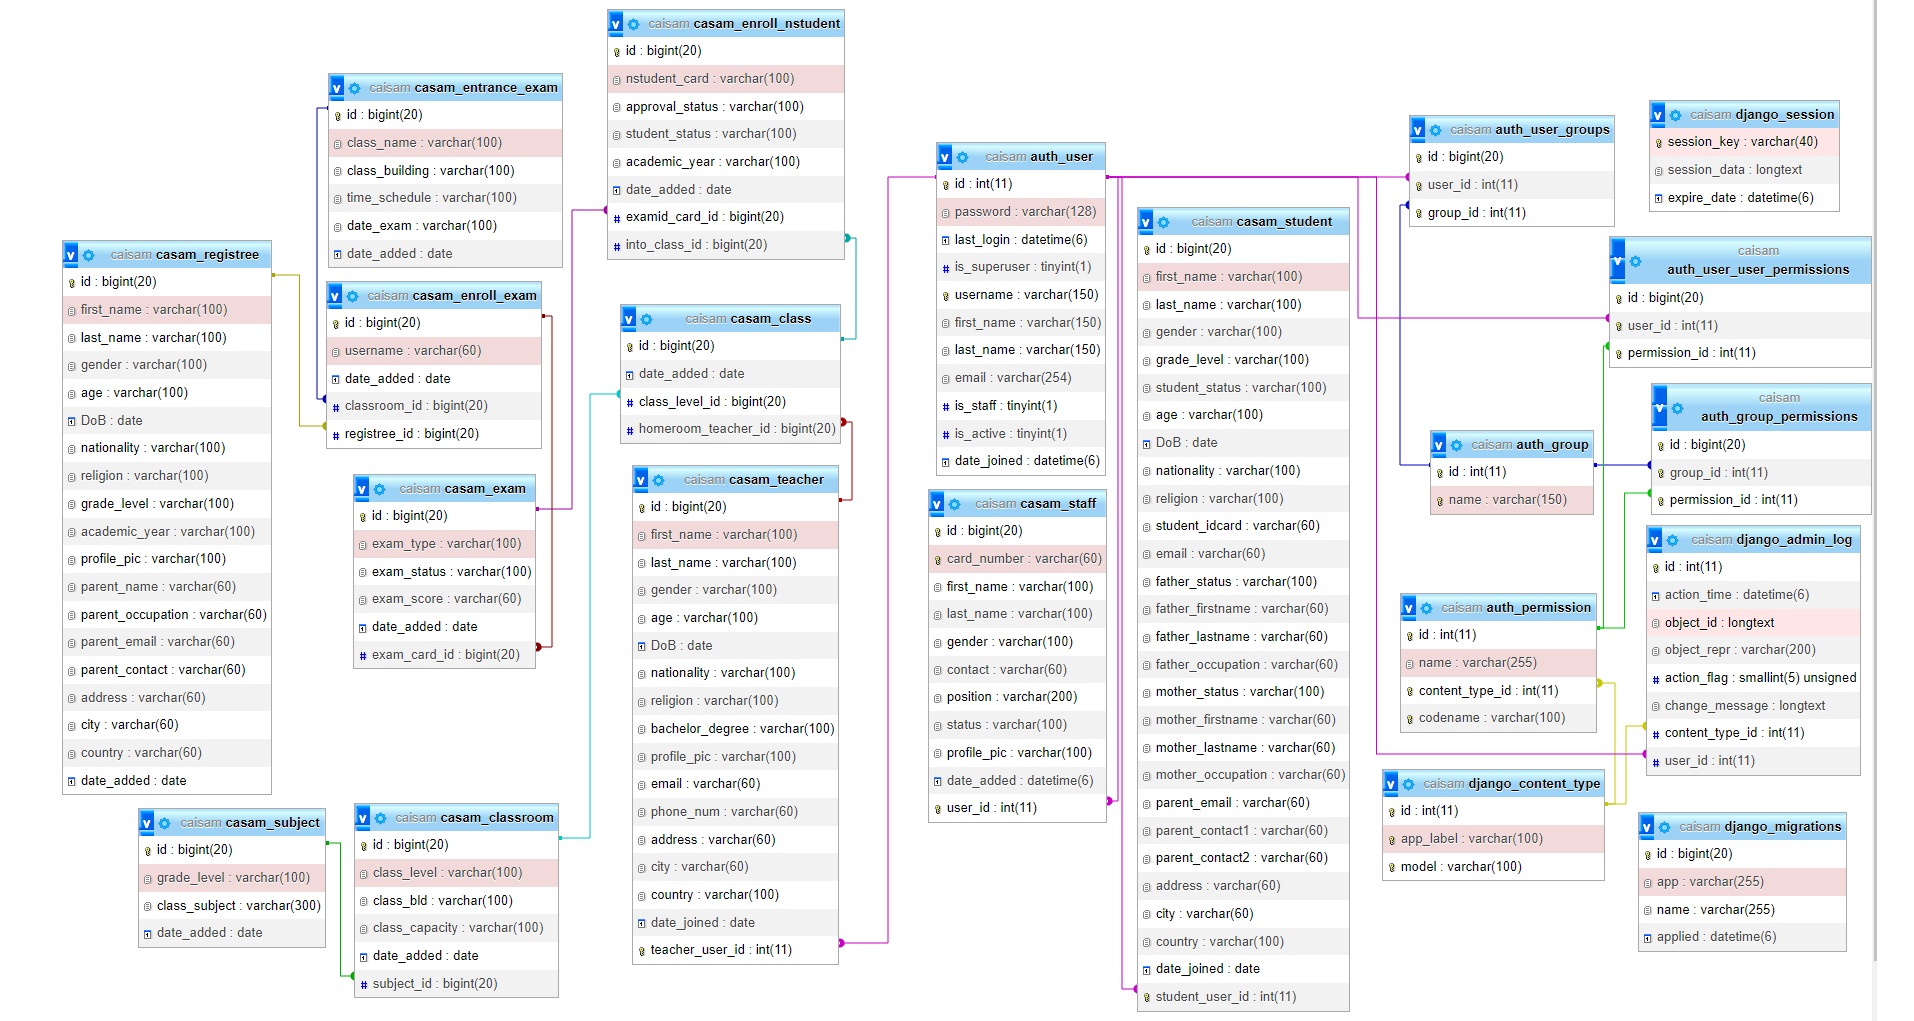 caisam casam_enroll_nstudent
id : bigint(20)
nstudent_card : varchar(100)
approval_status : varchar(100)
student_status : varchar(100)
academic_year : varchar(100)
date_added : date
examid_card_id : bigint(20)
into_class_id : bigint(20)
caisam casam_entrance_exam
id : bigint(20)
class_name : varchar(100)
class_building : varchar(100)
time_schedule : varchar(100)
date_exam : varchar(100)
date_added : date
caisam casam_registree
id : bigint(20)
first_name : varchar(100)
last_name : varchar(100)
gender : varchar(100)
age : varchar(100)
DoB : date
nationality : varchar(100)
religion : varchar(100)
grade_level : varchar(100)
academic_year : varchar(100)
profile_pic : varchar(100)
parent_name : varchar(60)
parent_occupation : varchar(60)
parent_email : varchar(60)
parent_contact : varchar(60)
address : varchar(60)
city : varchar(60)
country : varchar(60)
date_added : date
caisam casam_enroll_exam
id : bigint(20)
username : varchar(60)
date_added : date
classroom_id : bigint(20)
registree_id : bigint(20)
caisam casam_exam
id : bigint(20)
exam_type : varchar(100)
exam_status : varchar(100)
exam_score : varchar(60)
date_added : date
exam_card_id : bigint(20)
caisam casam_subject
id : bigint(20)
grade_level : varchar(100)
class_subject : varchar(300)
date_added : date
caisam casam_classroom
id : bigint(20)
class_level : varchar(100)
class_bld : varchar(100)
class_capacity : varchar(100)
date_added : date
subject_id : bigint(20)
caisam casam_class
id : bigint(20)
date_added : date
class_level_id : bigint(20)
homeroom_teacher_id : bigint(20)
caisam casam_teacher
id : bigint(20)
first_name : varchar(100)
last_name : varchar(100)
gender : varchar(100)
age : varchar(100)
DoB : date
nationality : varchar(100)
religion : varchar(100)
bachelor_degree : varchar(100)
profile_pic : varchar(100)
email : varchar(60)
phone_num : varchar(60)
address : varchar(60)
city : varchar(60)
country : varchar(100)
date_joined : date
teacher_user_id : int(11)
caisam auth_user
id : int(11)
password : varchar(128)
last_login : datetime(6)
is_superuser : tinyint(1)
username : varchar(150)
first_name : varchar(150)
last_name : varchar(150)
email : varchar(254)
is_staff : tinyint(1)
is_active : tinyint(1)
date_joined : datetime(6)
caisam casam_staff
id : bigint(20)
card_number : varchar(60)
first_name : varchar(100)
last_name : varchar(100)
gender : varchar(100)
contact : varchar(60)
position : varchar(200)
status : varchar(100)
profile_pic : varchar(100)
date_added : datetime(6)
user_id : int(11)
caisam casam_student
id : bigint(20)
first_name : varchar(100)
last_name : varchar(100)
gender : varchar(100)
grade_level : varchar(100)
student_status : varchar(100)
age : varchar(100)
DoB : date
nationality : varchar(100)
religion : varchar(100)
student_idcard : varchar(60)
email : varchar(60)
father_status : varchar(100)
father_firstname : varchar(60)
father_lastname : varchar(60)
father_occupation : varchar(60)
mother_status : varchar(100)
mother_firstname : varchar(60)
mother_lastname : varchar(60)
mother_occupation : varchar(60)
parent_email : varchar(60)
parent_contact1 : varchar(60)
parent_contact2 : varchar(60)
address : varchar(60)
city : varchar(60)
country : varchar(100)
date_joined : date
student_user_id : int(11)
caisam auth_user_groups
id : bigint(20)
user_id : int(11)
group_id : int(11)
caisam django_session
session_key : varchar(40)
session_data : longtext
expire_date : datetime(6)
caisam
auth_user_user_permissions
id : bigint(20)
user_id : int(11)
permission_id : int(11)
caisam
auth_group_permissions
id : bigint(20)
group_id : int(11)
permission_id : int(11)
caisam auth_group
id : int(11)
name : varchar(150)
caisam django_admin_log
id : int(11)
action_time : datetime(6)
object_id : longtext
object_repr : varchar(200)
action_flag : smallint(5) unsigned
change_message : longtext
content_type_id : int(11)
user_id : int(11)
caisam auth_permission
id : int(11)
name : varchar(255)
content_type_id : int(11)
codename : varchar(100)
caisam django_content_type
id : int(11)
app_label : varchar(100)
model : varchar(100)
caisam django_migrations
id : bigint(20)
app : varchar(255)
name : varchar(255)
applied : datetime(6)